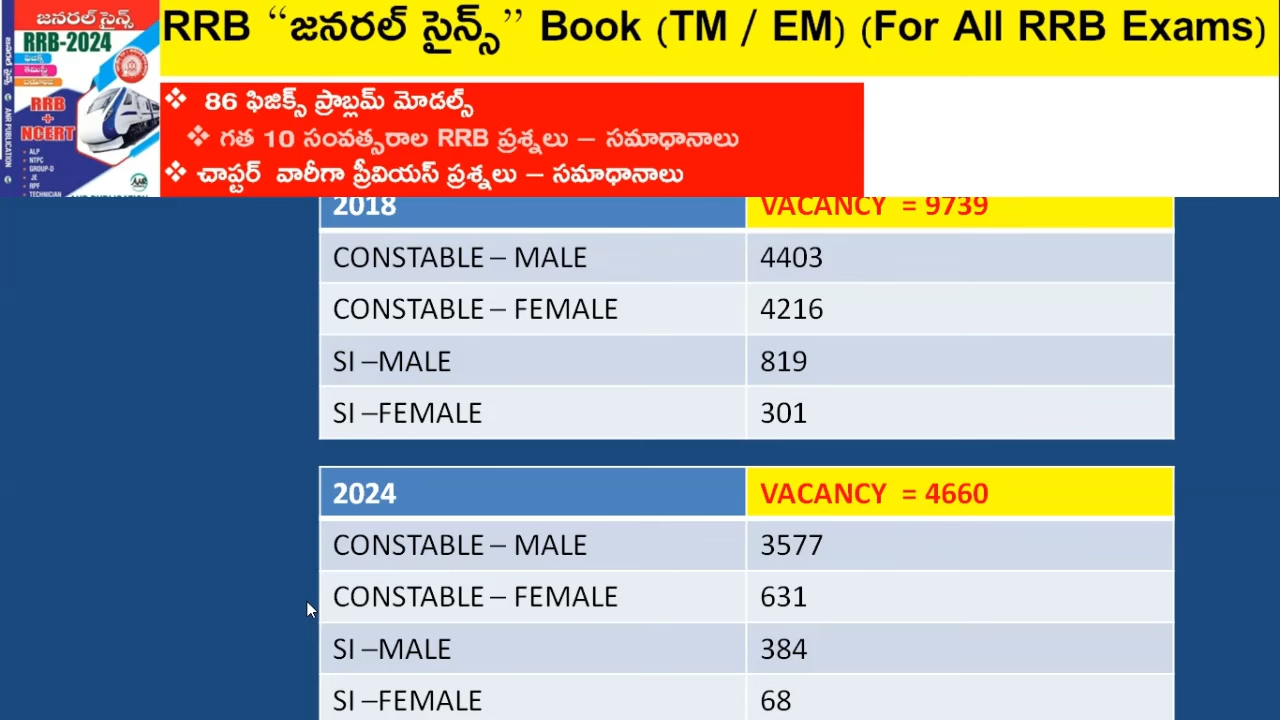 జనరల్ సైన్స్
RRB-2024
ఫిజిక్స్
కెమిస్ట్రీ
RRB
+
NCERT
ALP
NTPC
GROUP-D
JE
RPF
TECHNICIAN
ANR PUBLICATION
RRB “జనరల్ సైన్స్” Book (TM / EM) (For All RRB Exams)
❖ 86 ఫిజిక్స్ ప్రాబ్లమ్ మోడల్స్
❖ గత 10 సంవత్సరాల RRB ప్రశ్నలు – సమాధానాలు
❖ చాప్టర్ వారీగా ప్రీవియస్ ప్రశ్నలు – సమాధానాలు
2018 VACANCY = 9739
CONSTABLE – MALE 4403
CONSTABLE – FEMALE 4216
SI –MALE 819
SI –FEMALE 301
2024 VACANCY = 4660
CONSTABLE – MALE 3577
CONSTABLE – FEMALE 631
SI –MALE 384
SI –FEMALE 68